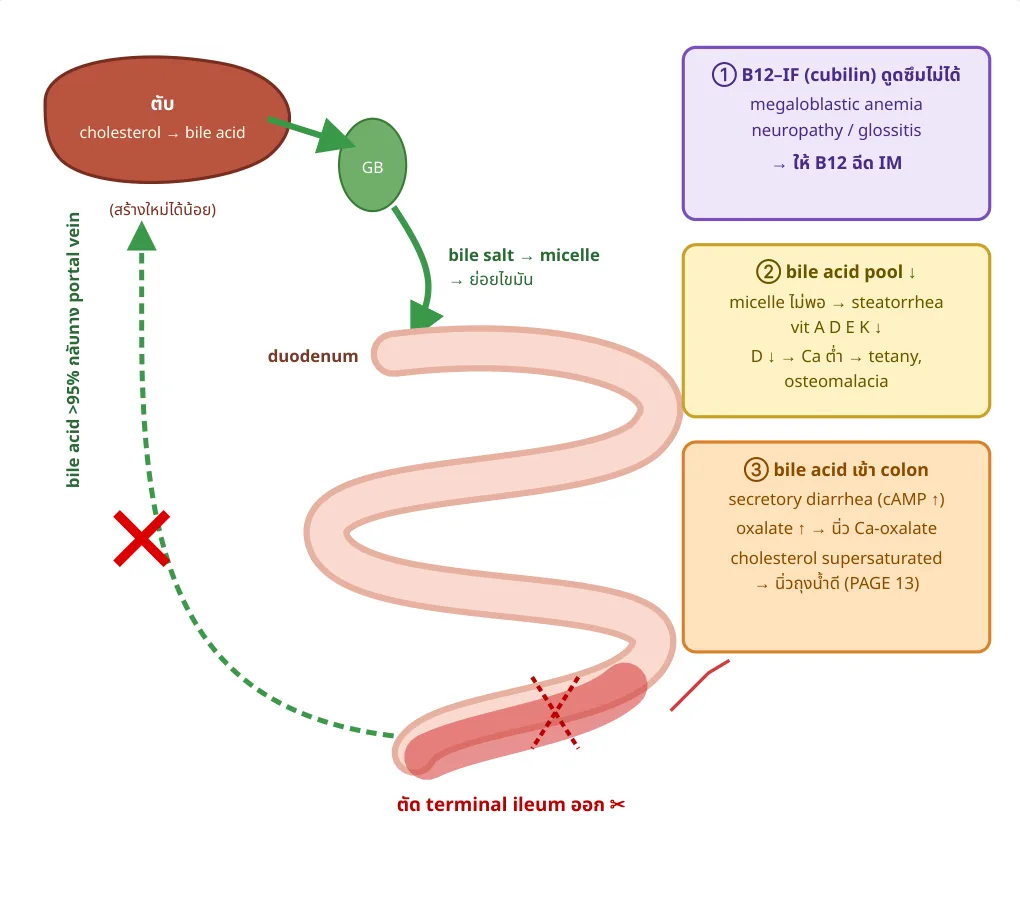 ตับ
cholesterol → bile acid
(สร้างใหม่ได้น้อย)
GB
bile acid >95% กลับทาง portal vein
bile salt → micelle
→ ย่อยไขมัน
duodenum
ตัด terminal ileum ออก ✂
① B12–IF (cubilin) ดูดซึมไม่ได้
megaloblastic anemia
neuropathy / glossitis
→ ให้ B12 ฉีด IM
② bile acid pool ↓
micelle ไม่พอ → steatorrhea
vit A D E K ↓
D ↓ → Ca ต่ำ → tetany,
osteomalacia
③ bile acid เข้า colon
secretory diarrhea (cAMP ↑)
oxalate ↑ → นิ่ว Ca-oxalate
cholesterol supersaturated
→ นิ่วถุงน้ำดี (PAGE 13)